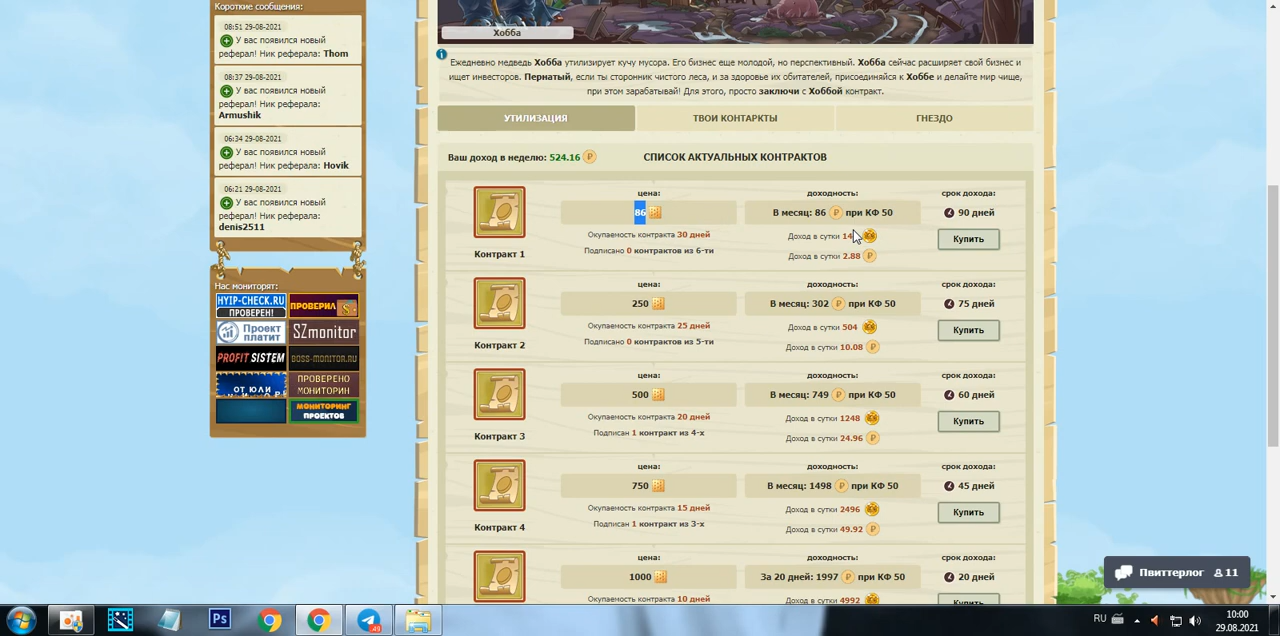 Короткие сообщения:
08:51 29-08-2021
У вас появился новый
реферал! Ник реферала: Thom
08:37 29-08-2021
У вас появился новый
реферал! Ник реферала:
Armushik
06:34 29-08-2021
У вас появился новый
реферал! Ник реферала: Hovik
06:21 29-08-2021
У вас появился новый
реферал! Ник реферала:
denis2511
Нас мониторят:
HYIP-CHECK.RU
ПРОВЕРЕН!
ПРОВЕРИЛ
Проект
платит
SZmonitor
PROFIT SISTEM
BOSS-MONITOR.RU
ОТ ЮЛИ
ПРОВЕРЕНО
МОНИТОРИН
МОНИТОРИНГ
ПРОЕКТОВ
Хобба
Ежедневно медведь Хобба утилизирует кучу мусора. Его бизнес еще молодой, но перспективный. Хобба сейчас расширяет свой бизнес и
ищет инвесторов. Пернатый, если ты сторонник чистого леса, и за здоровье их обитателей, присоединяйся к Хоббе и делайте мир чище,
при этом зарабатывай! Для этого, просто заключи с Хоббой контракт.
УТИЛИЗАЦИЯ
ТВОИ КОНТАРКТЫ
ГНЕЗДО
Ваш доход в неделю: 524.16 ₽
СПИСОК АКТУАЛЬНЫХ КОНТРАКТОВ
цена: доходность: срок дохода:
86 В месяц: 86 ₽ при КФ 50 90 дней
Окупаемость контракта 30 дней Доход в сутки 14
Купить
Подписано 0 контрактов из 6-ти Доход в сутки 2.88 ₽
Контракт 1
цена: доходность: срок дохода:
250 В месяц: 302 ₽ при КФ 50 75 дней
Окупаемость контракта 25 дней Доход в сутки 504
Купить
Подписано 0 контрактов из 5-ти Доход в сутки 10.08 ₽
Контракт 2
цена: доходность: срок дохода:
500 В месяц: 749 ₽ при КФ 50 60 дней
Окупаемость контракта 20 дней Доход в сутки 1248
Купить
Подписан 1 контракт из 4-х Доход в сутки 24.96 ₽
Контракт 3
цена: доходность: срок дохода:
750 В месяц: 1498 ₽ при КФ 50 45 дней
Окупаемость контракта 15 дней Доход в сутки 2496
Купить
Подписан 1 контракт из 3-х Доход в сутки 49.92 ₽
Контракт 4
цена: доходность: срок дохода:
1000 За 20 дней: 1997 ₽ при КФ 50 20 дней
Окупаемость контракта 10 дней Доход в сутки 4992
Купить
Пвиттерлог 11
Ps
49
RU
10:00
29.08.2021